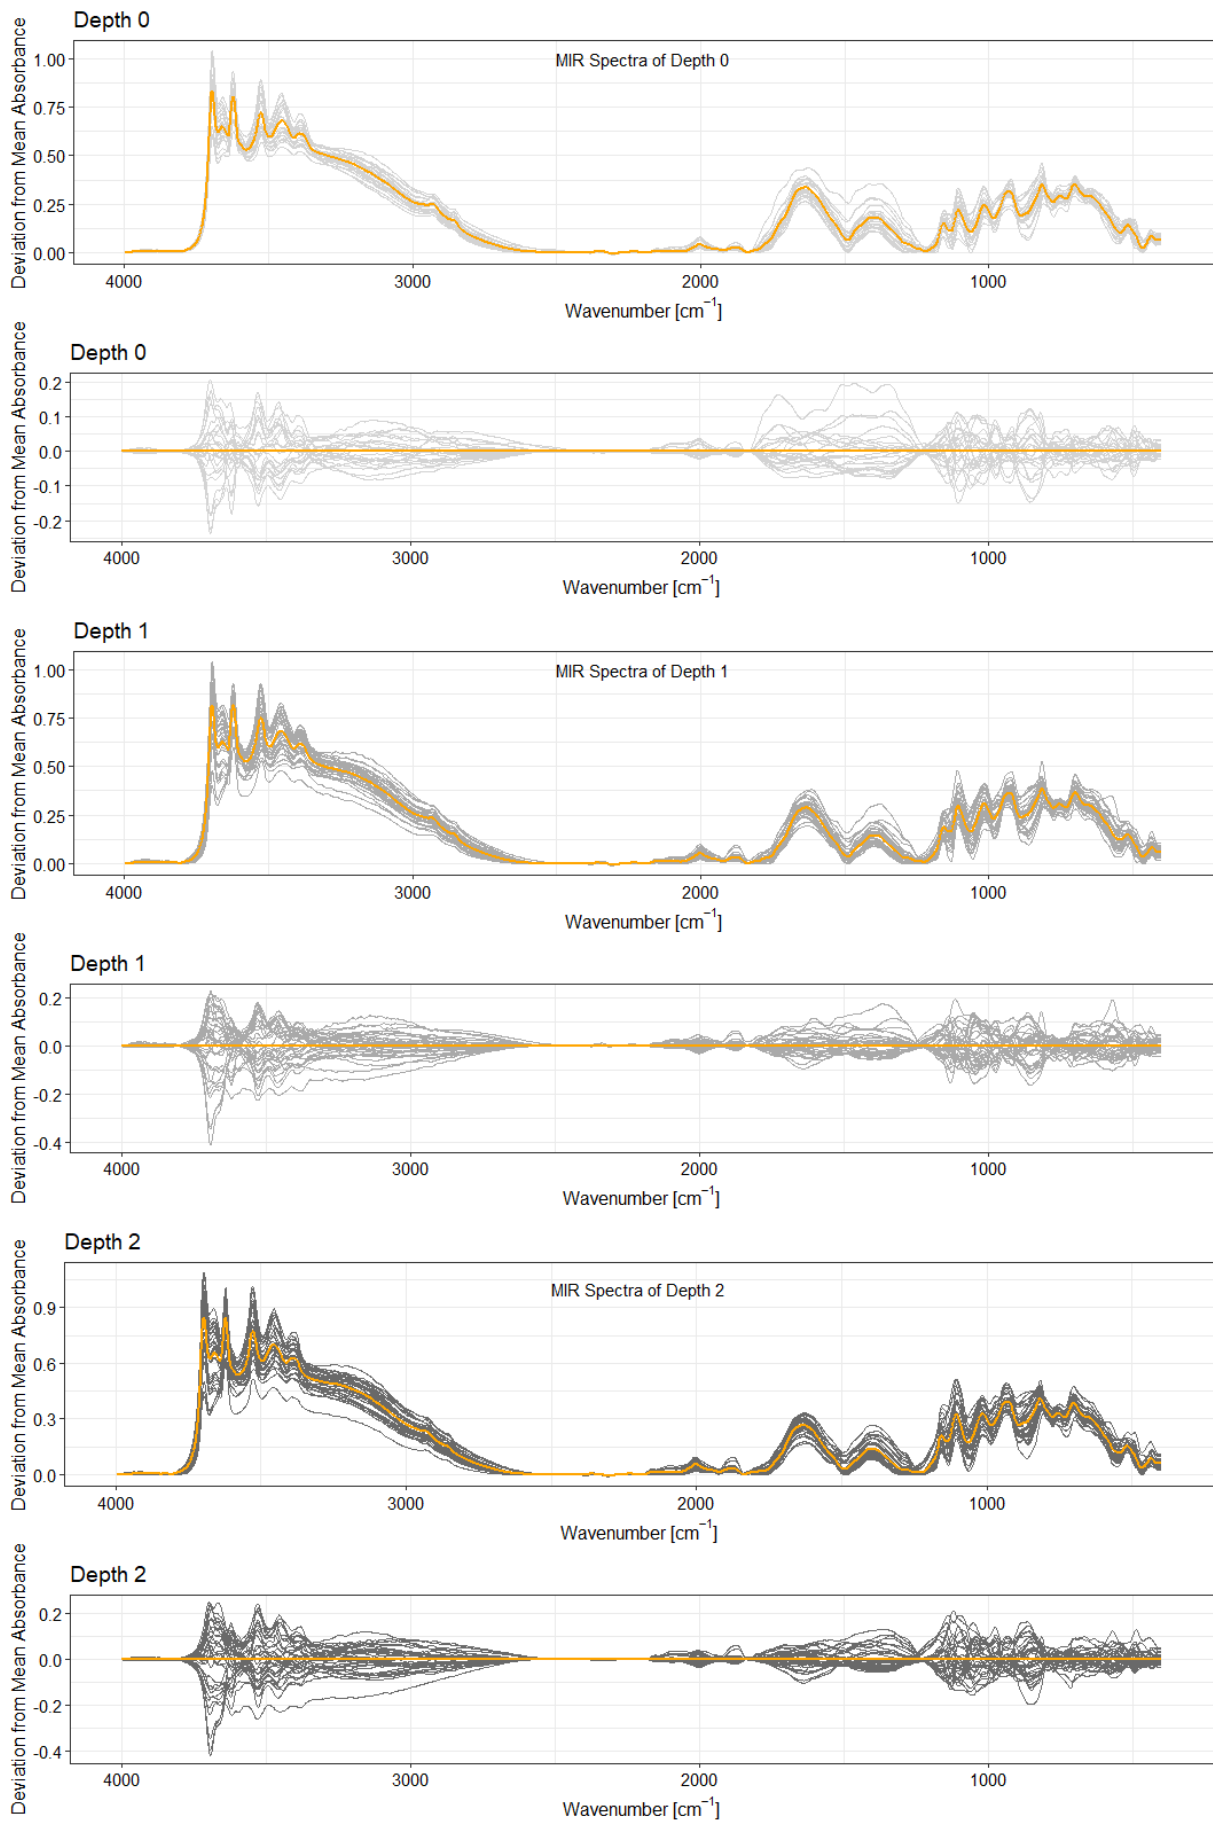 Depth 0
MIR Spectra of Depth 0
Deviation from Mean Absorbance
1.00
0.75
0.50
0.25
0.00
4000 3000 2000 1000
Wavenumber [cm⁻¹]
Depth 0
Deviation from Mean Absorbance
0.2
0.1
0.0
-0.1
-0.2
4000 3000 2000 1000
Wavenumber [cm⁻¹]
Depth 1
MIR Spectra of Depth 1
Deviation from Mean Absorbance
1.00
0.75
0.50
0.25
0.00
4000 3000 2000 1000
Wavenumber [cm⁻¹]
Depth 1
Deviation from Mean Absorbance
0.2
0.0
-0.2
-0.4
4000 3000 2000 1000
Wavenumber [cm⁻¹]
Depth 2
MIR Spectra of Depth 2
Deviation from Mean Absorbance
0.9
0.6
0.3
0.0
4000 3000 2000 1000
Wavenumber [cm⁻¹]
Depth 2
Deviation from Mean Absorbance
0.2
0.0
-0.2
-0.4
4000 3000 2000 1000
Wavenumber [cm⁻¹]